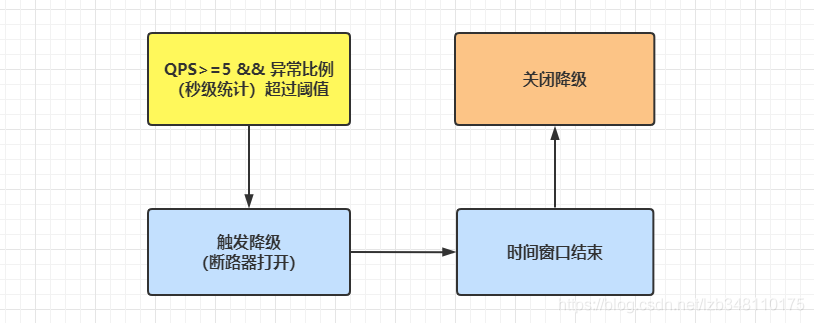 QPS>=5 && 异常比例
（秒级统计）超过阈值
关闭降级
触发降级
（断路器打开）
时间窗口结束
https://blog.csdn.net/lzb348110175